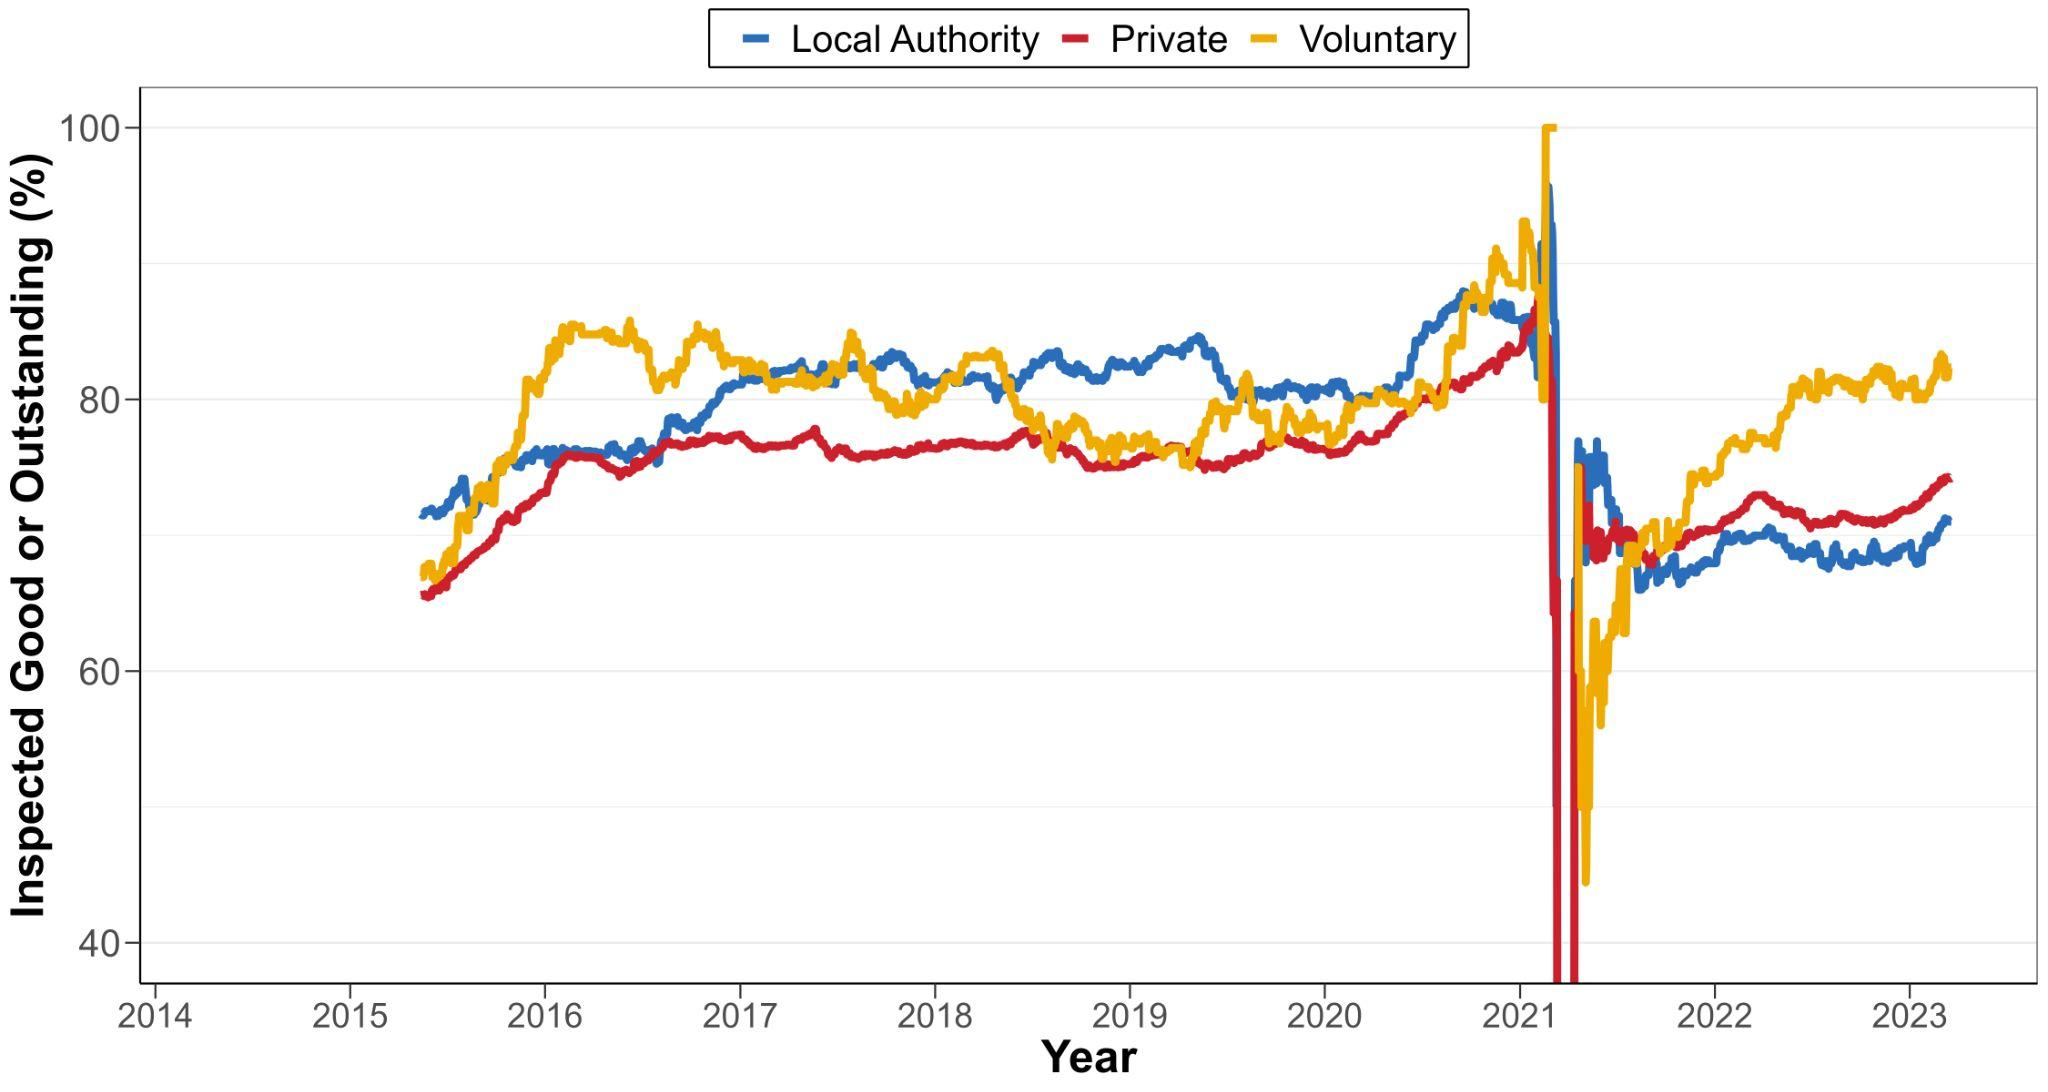 Local Authority Private Voluntary
Inspected Good or Outstanding (%)
100
80
60
40
2014 2015 2016 2017 2018 2019 2020 2021 2022 2023
Year